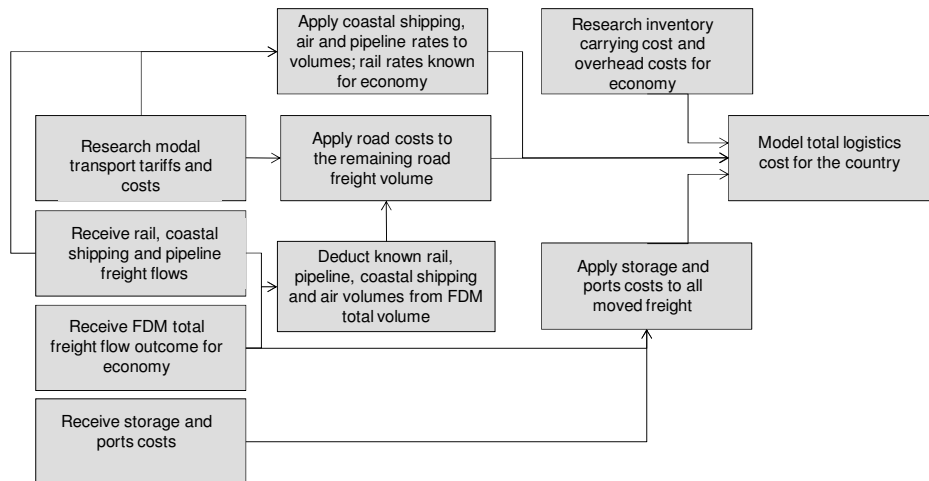 Apply coastal shipping,
air and pipeline rates to
volumes; rail rates known
for economy
Research inventory
carrying cost and
overhead costs for
economy
Research modal
transport tariffs and
costs
Apply road costs to
the remaining road
freight volume
Model total logistics
cost for the country
Receive rail, coastal
shipping and pipeline
freight flows
Deduct known rail,
pipeline, coastal shipping
and air volumes from FDM
total volume
Apply storage and
ports costs to all
moved freight
Receive FDM total
freight flow outcome for
economy
Receive storage and
ports costs